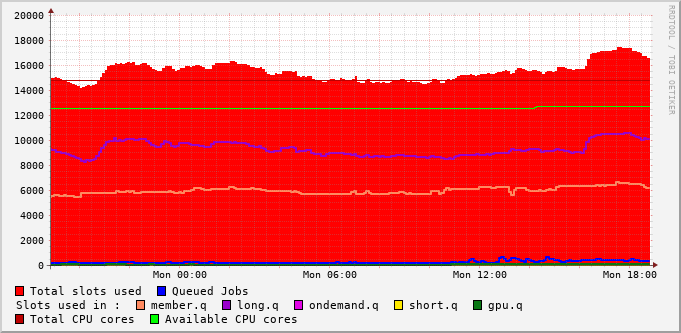 20000
18000
16000
14000
12000
10000
8000
6000
4000
2000
0
Mon 00:00 Mon 06:00 Mon 12:00 Mon 18:00
RRDTOOL / TOBI OETIKER
Total slots used Queued Jobs
Slots used in : member.q long.q ondemand.q short.q gpu.q
Total CPU cores Available CPU cores